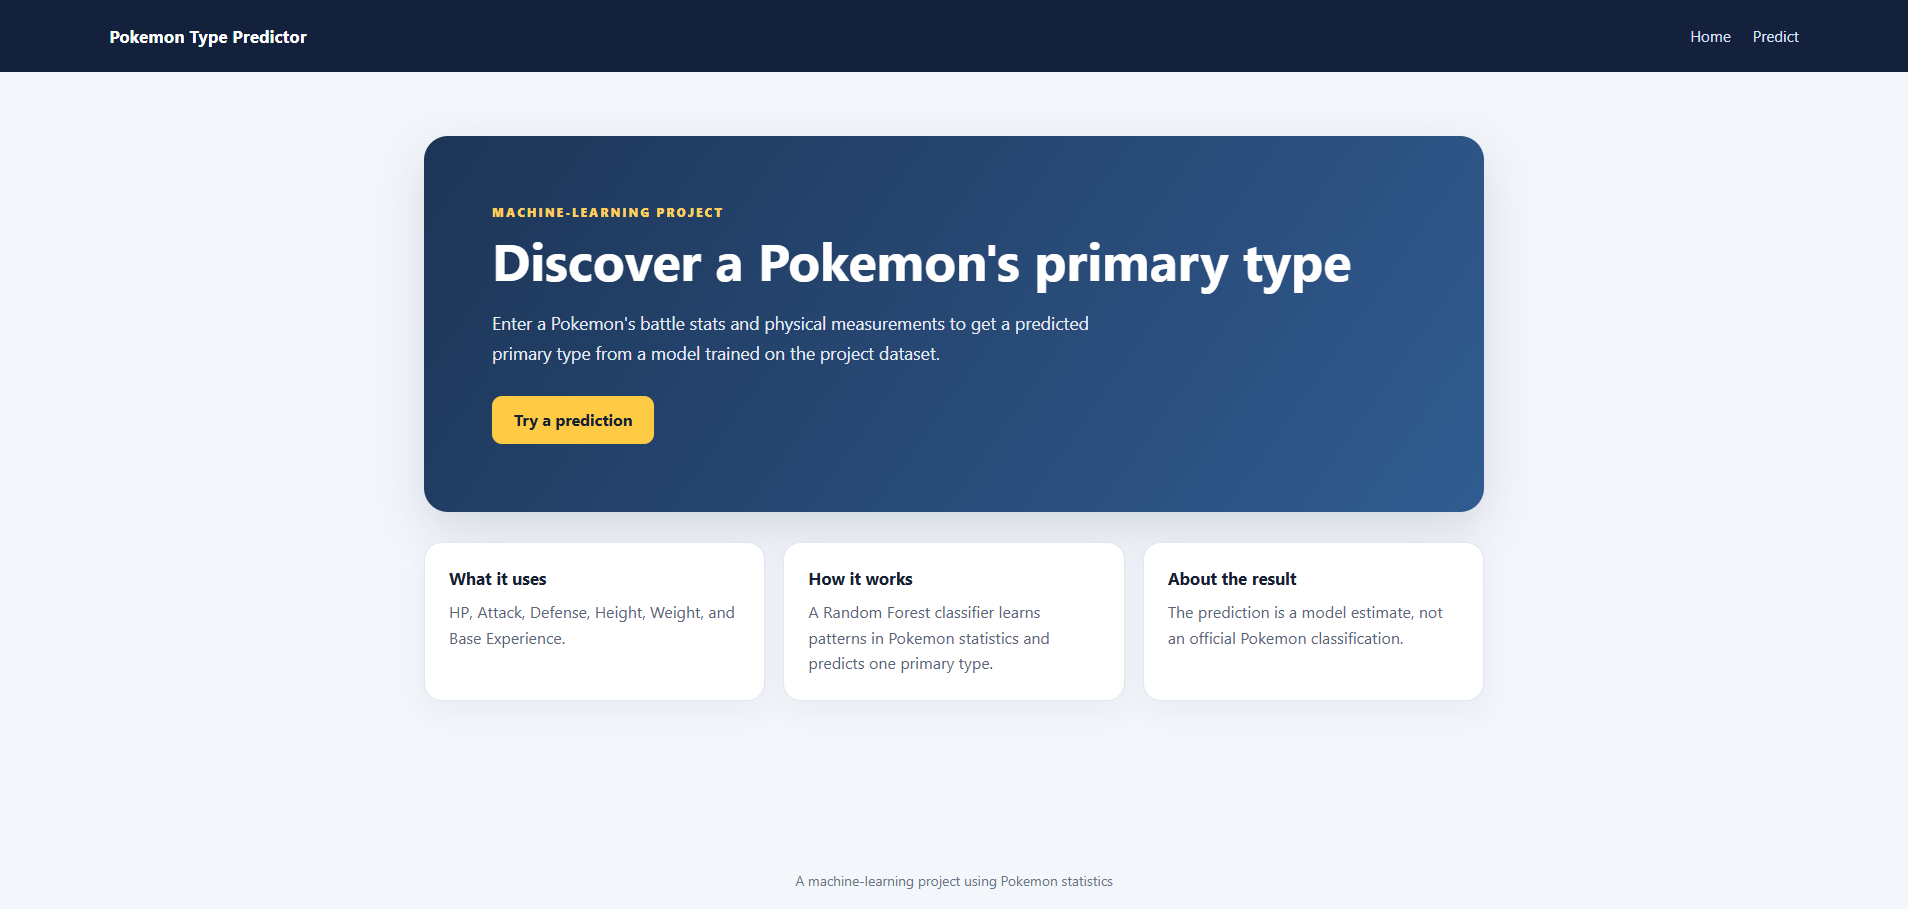 Pokemon Type Predictor
Home
Predict
MACHINE-LEARNING PROJECT
Discover a Pokemon's primary type
Enter a Pokemon's battle stats and physical measurements to get a predicted
primary type from a model trained on the project dataset.
Try a prediction
What it uses
HP, Attack, Defense, Height, Weight, and
Base Experience.
How it works
A Random Forest classifier learns
patterns in Pokemon statistics and
predicts one primary type.
About the result
The prediction is a model estimate, not
an official Pokemon classification.
A machine-learning project using Pokemon statistics